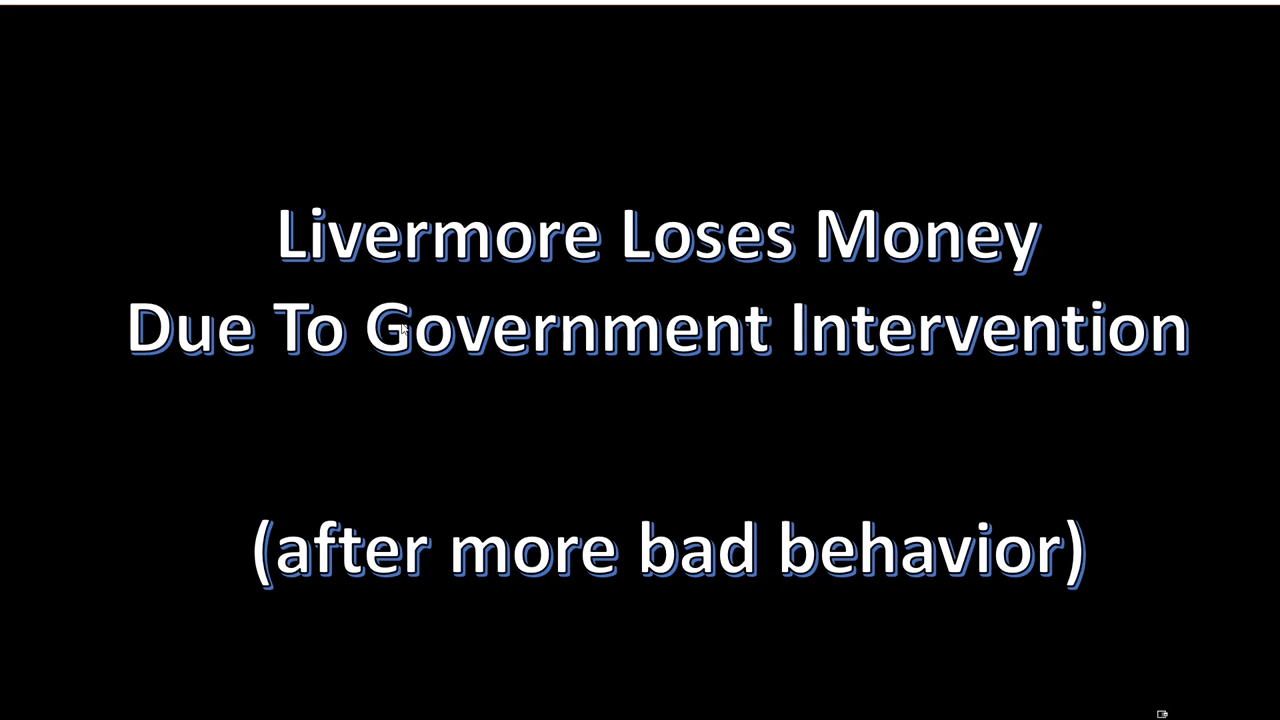 Livermore Loses Money
Due To Government Intervention
(after more bad behavior)